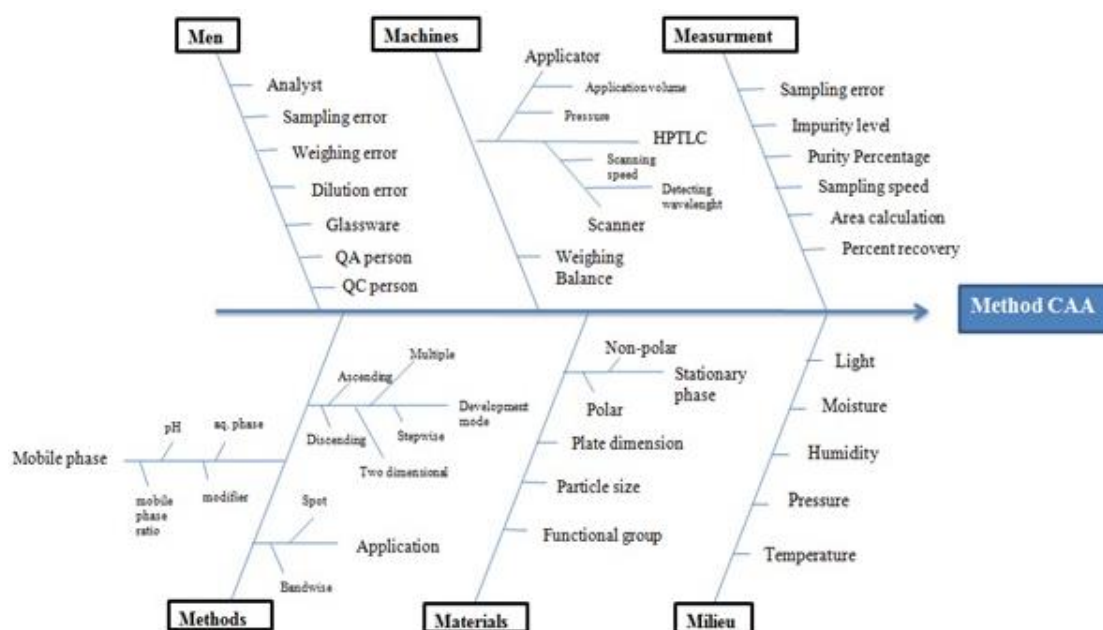 Men
Analyst
Sampling error
Weighing error
Dilution error
Glassware
QA person
QC person
Machines
Applicator
Application volume
Pressure
HPTLC
Scanning
speed
Detecting
wavelenght
Scanner
Weighing
Balance
Measurment
Sampling error
Impurity level
Purity Percentage
Sampling speed
Area calculation
Percent recovery
Method CAA
Multiple
Ascending
Development
mode
Discending
Stepwise
Two dimensional
pH
aq. phase
Mobile phase
mobile
phase
ratio
modifier
Spot
Application
Bandwise
Methods
Non-polar
Stationary
phase
Polar
Plate dimension
Particle size
Functional group
Materials
Light
Moisture
Humidity
Pressure
Temperature
Milieu